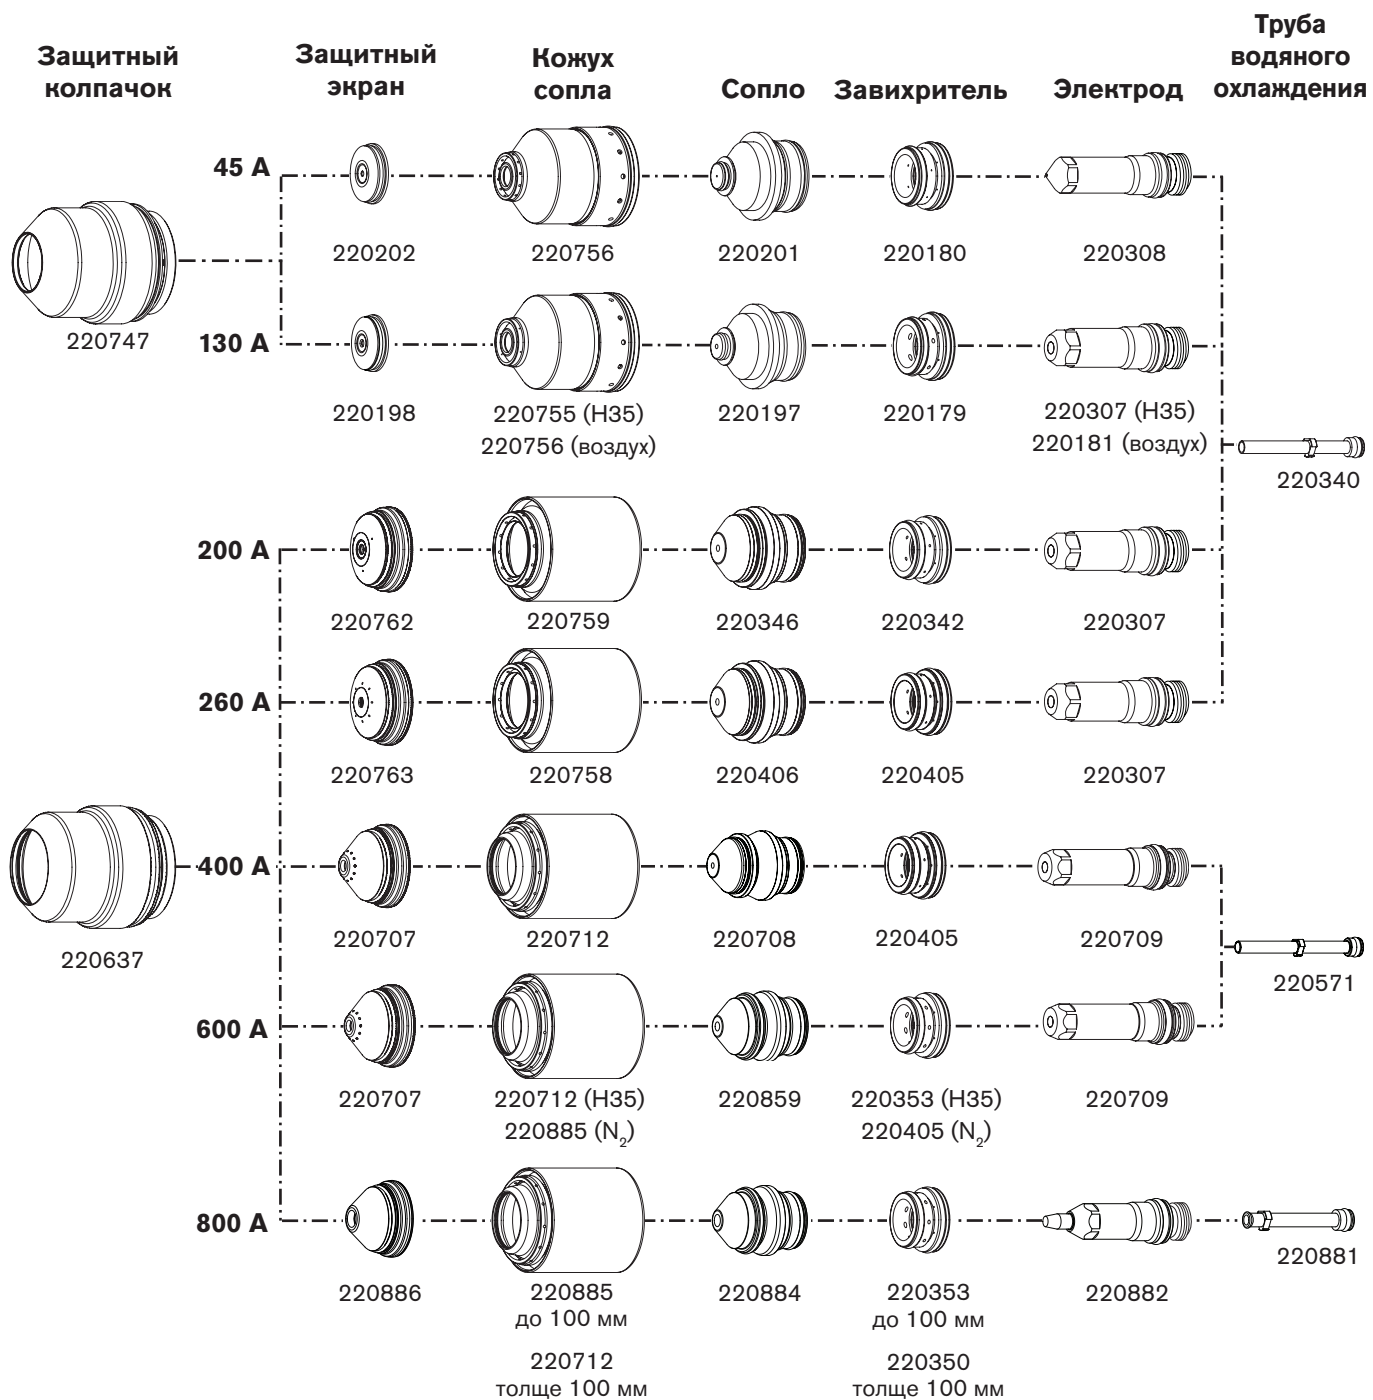 Защитный
колпачок
Защитный
экран
Кожух
сопла
Сопло
Завихритель
Электрод
Труба
водяного
охлаждения
45 A
220202
220756
220201
220180
220308
220747
130 A
220198
220755 (H35)
220756 (воздух)
220197
220179
220307 (H35)
220181 (воздух)
220340
200 A
220762
220759
220346
220342
220307
260 A
220763
220758
220406
220405
220307
400 A
220707
220712
220708
220405
220709
220637
220571
600 A
220707
220712 (H35)
220885 (N₂)
220859
220353 (H35)
220405 (N₂)
220709
800 A
220886
220885
до 100 мм
220712
толще 100 мм
220884
220353
до 100 мм
220350
толще 100 мм
220882
220881